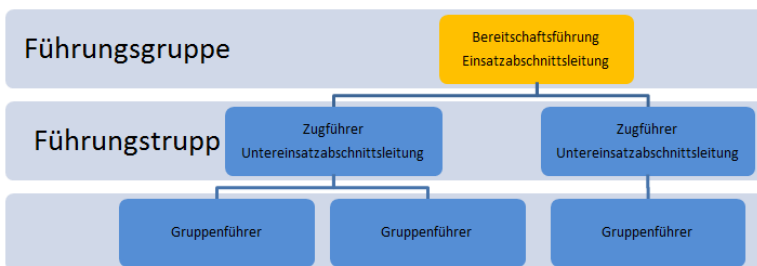 Führungsgruppe
Bereitschaftsführung
Einsatzabschnittsleitung
Führungstrupp
Zugführer
Untereinsatzabschnittsleitung
Zugführer
Untereinsatzabschnittsleitung
Gruppenführer
Gruppenführer
Gruppenführer